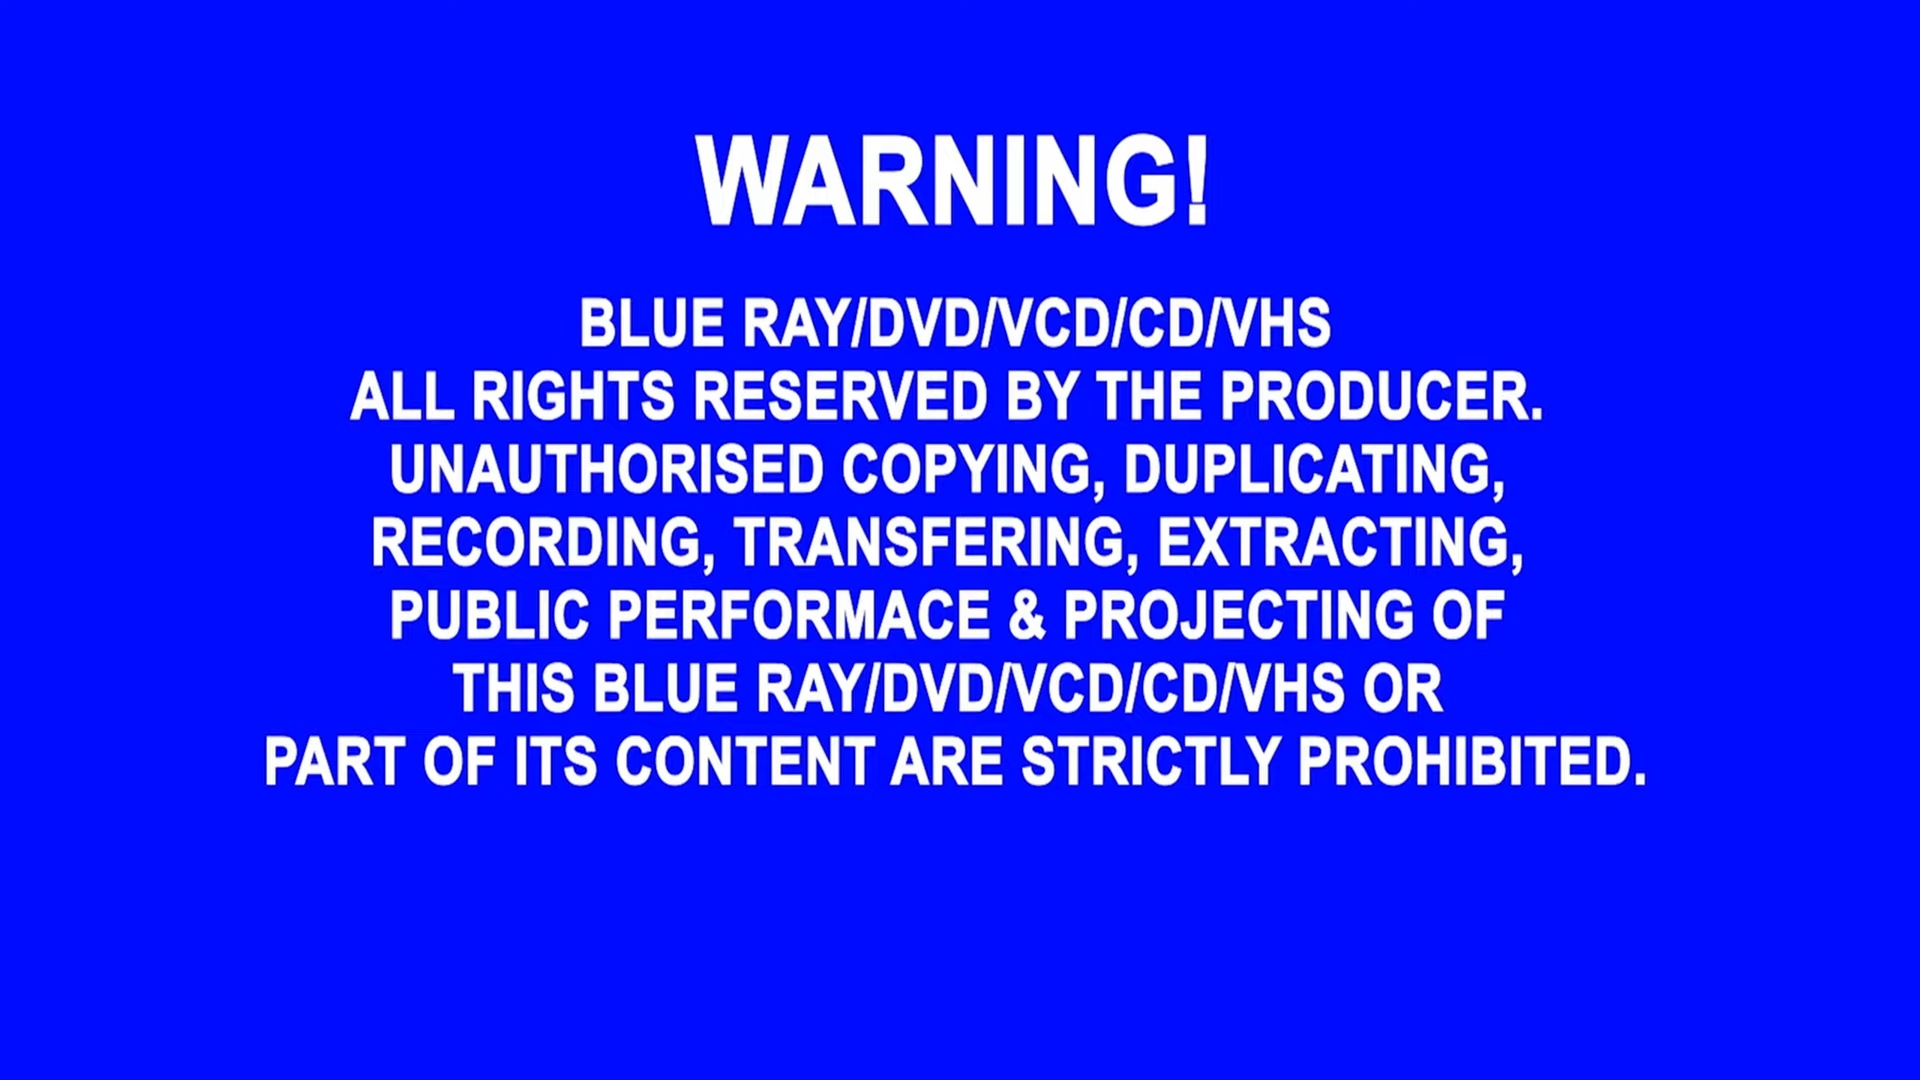 WARNING!
BLUE RAY/DVD/VCD/CD/VHS
ALL RIGHTS RESERVED BY THE PRODUCER.
UNAUTHORISED COPYING, DUPLICATING,
RECORDING, TRANSFERING, EXTRACTING,
PUBLIC PERFORMACE & PROJECTING OF
THIS BLUE RAY/DVD/VCD/CD/VHS OR
PART OF ITS CONTENT ARE STRICTLY PROHIBITED.